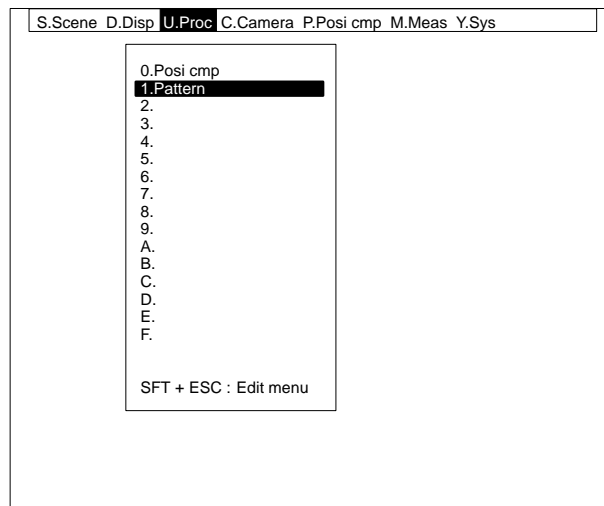 S.Scene D.Disp U.Proc C.Camera P.Posi cmp M.Meas Y.Sys
0.Posi cmp
1.Pattern
2.
3.
4.
5.
6.
7.
8.
9.
A.
B.
C.
D.
E.
F.
SFT + ESC : Edit menu